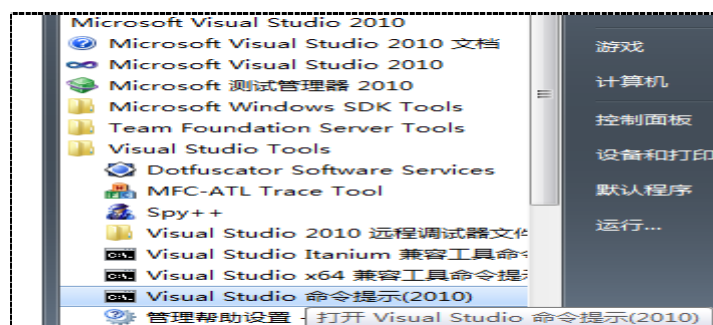 Microsoft Visual Studio 2010
Microsoft Visual Studio 2010 文档
Microsoft Visual Studio 2010
Microsoft 测试管理器 2010
Microsoft Windows SDK Tools
Team Foundation Server Tools
Visual Studio Tools
Dotfuscator Software Services
MFC-ATL Trace Tool
Spy++
Visual Studio 2010 远程调试器文件
Visual Studio Itanium 兼容工具命令
Visual Studio x64 兼容工具命令提示
Visual Studio 命令提示(2010)
管理帮助设置 -
打开 Visual Studio 命令提示(2010)
游戏
计算机
控制面板
设备和打印
默认程序
运行...